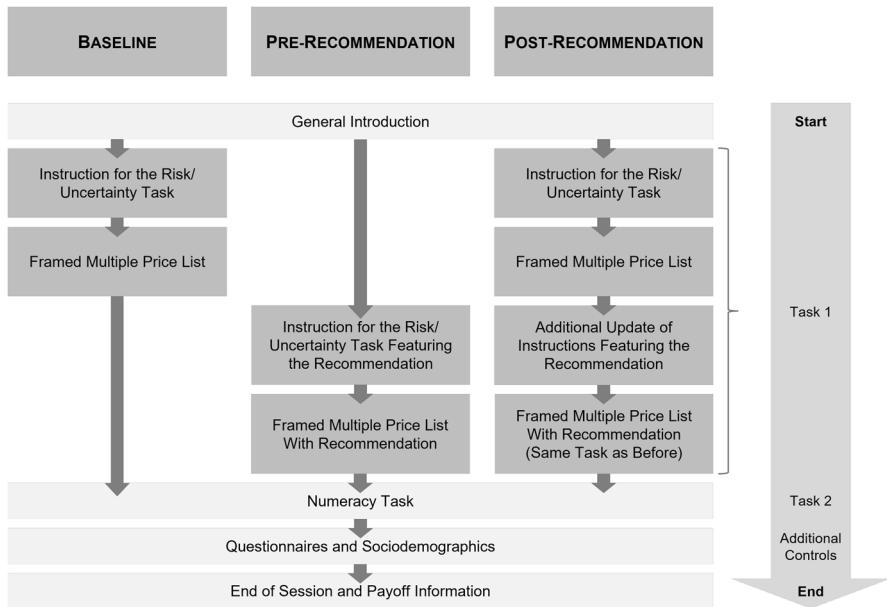 BASELINE
PRE-RECOMMENDATION
POST-RECOMMENDATION
General Introduction
Start
Instruction for the Risk/
Uncertainty Task
Instruction for the Risk/
Uncertainty Task
Framed Multiple Price List
Framed Multiple Price List
Task 1
Instruction for the Risk/
Uncertainty Task Featuring
the Recommendation
Additional Update of
Instructions Featuring the
Recommendation
Framed Multiple Price List
With Recommendation
Framed Multiple Price List
With Recommendation
(Same Task as Before)
Numeracy Task
Task 2
Questionnaires and Sociodemographics
Additional
Controls
End of Session and Payoff Information
End